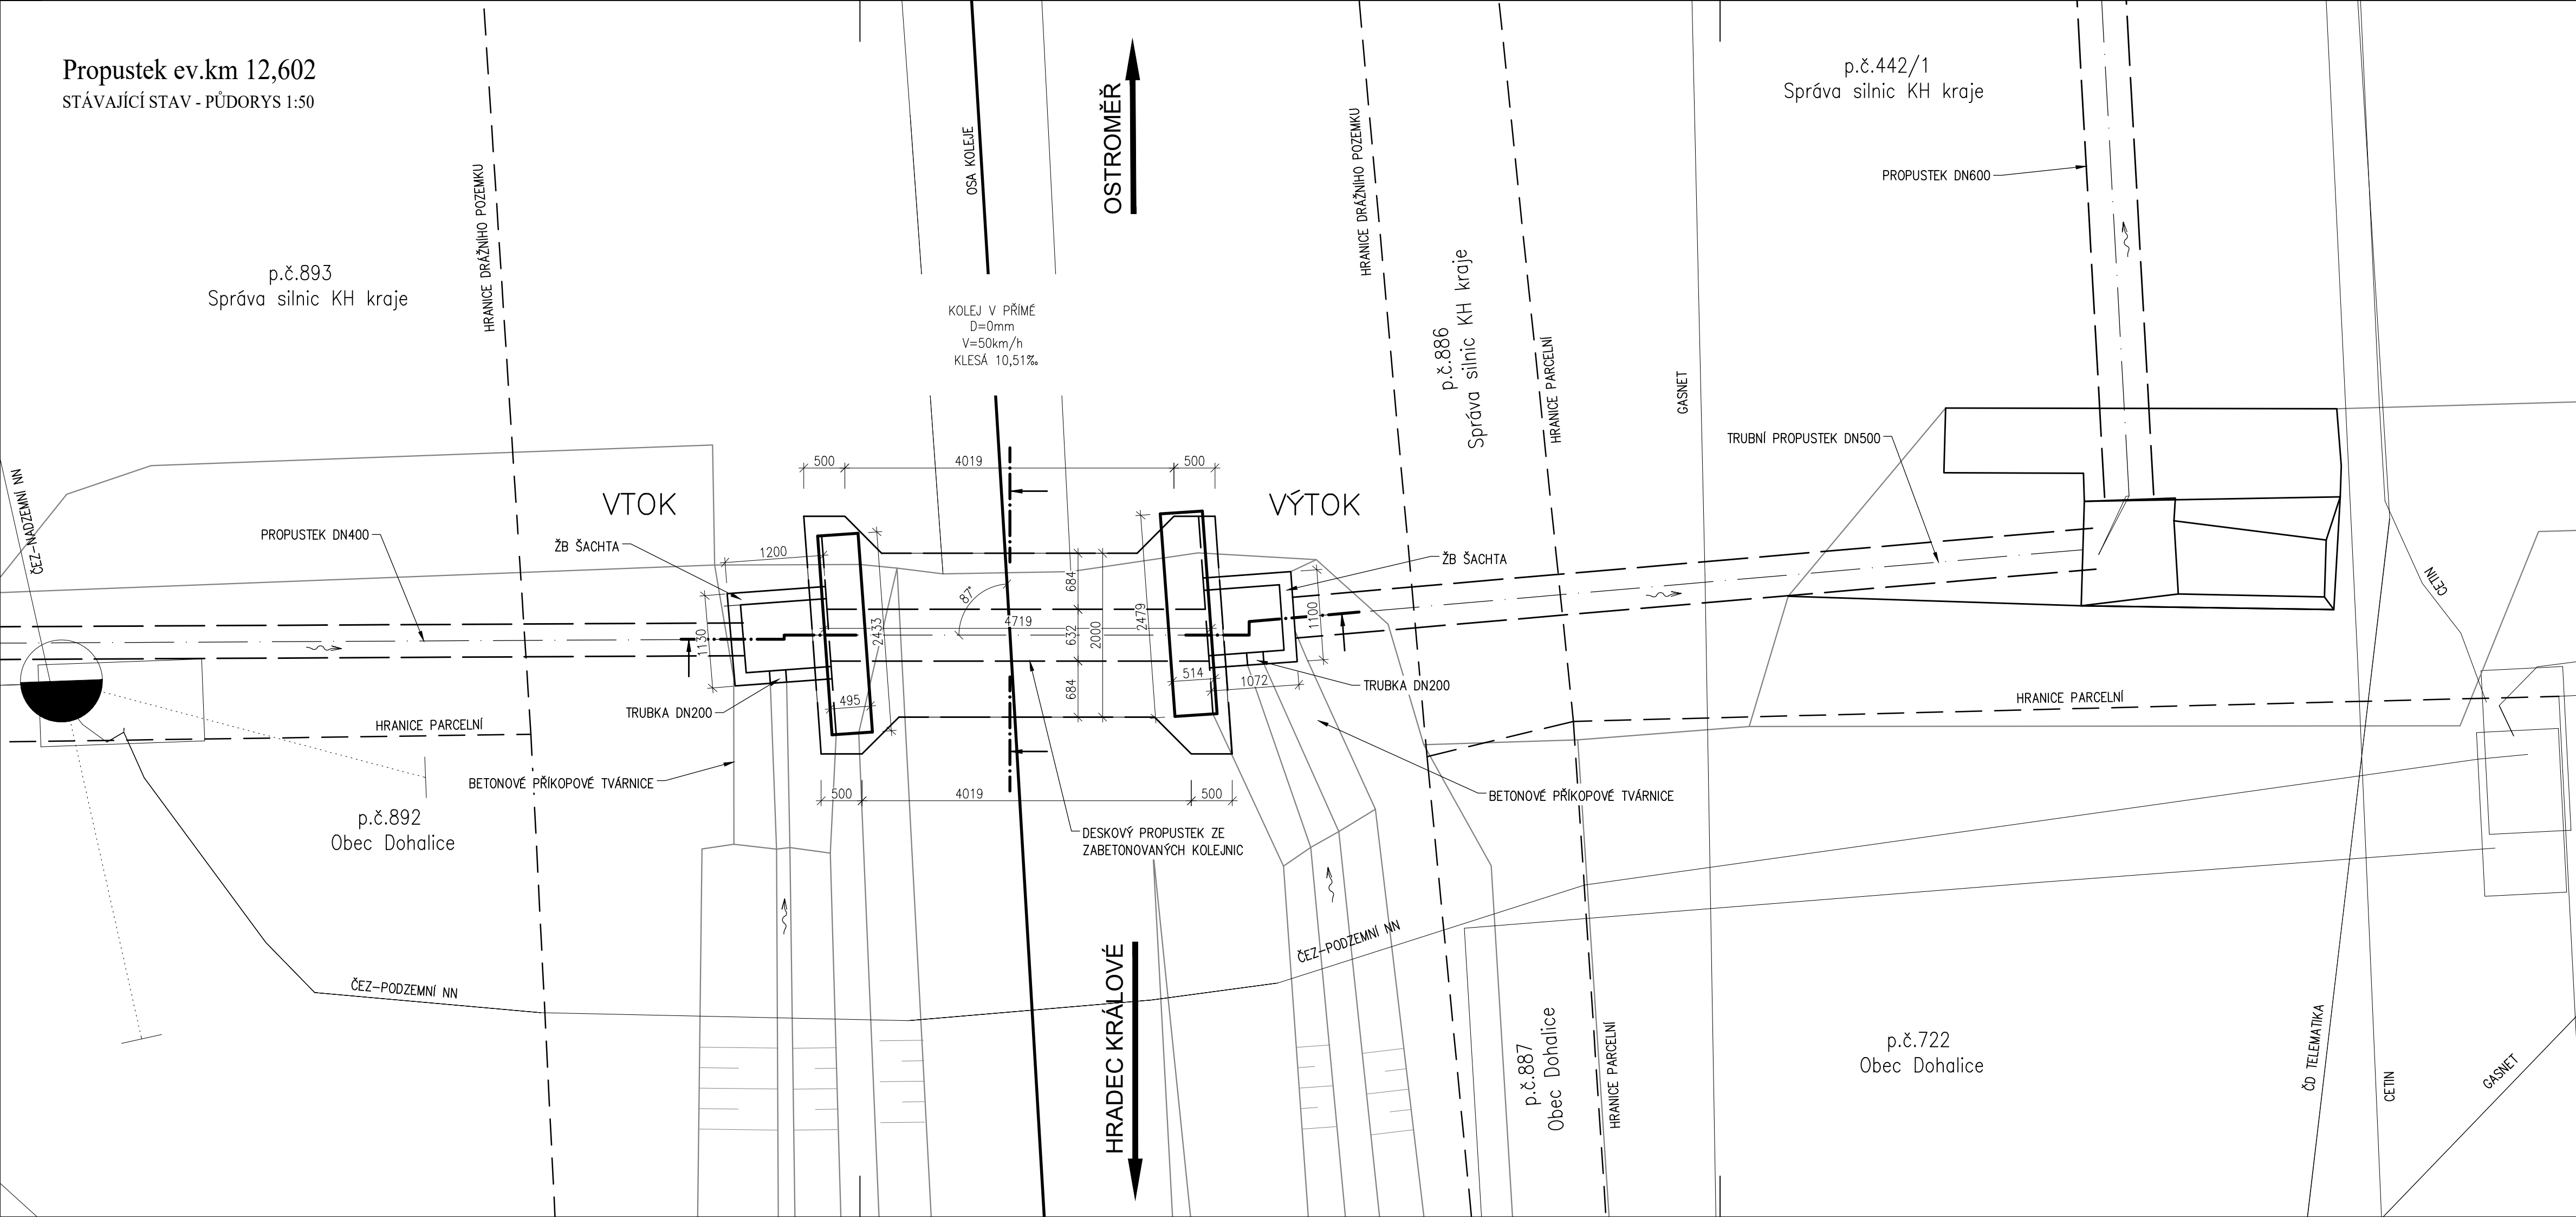 Propustek ev.km 12,602
STÁVAJÍCÍ STAV - PŮDORYS 1:50
p.č.893
Správa silnic KH kraje
HRANICE DRÁŽNÍHO POZEMKU
OSA KOLEJE
OSTROMĚŘ
KOLEJ V PŘÍMÉ
D=0mm
V=50km/h
KLESÁ 10,51‰
HRANICE DRÁŽNÍHO POZEMKU
p.č.886
Správa silnic KH kraje
HRANICE PARCELNÍ
GASNET
p.č.442/1
Správa silnic KH kraje
PROPUSTEK DN600
TRUBNÍ PROPUSTEK DN500
CETIN
ČEZ-NADZEMNÍ NN
PROPUSTEK DN400
VTOK
ŽB ŠACHTA
1200
1130
500
4019
500
VÝTOK
ŽB ŠACHTA
87°
4719
684
632
684
2000
2433
2479
495
514
1072
1100
TRUBKA DN200
TRUBKA DN200
500
4019
500
HRANICE PARCELNÍ
BETONOVÉ PŘÍKOPOVÉ TVÁRNICE
BETONOVÉ PŘÍKOPOVÉ TVÁRNICE
HRANICE PARCELNÍ
DESKOVÝ PROPUSTEK ZE
ZABETONOVANÝCH KOLEJNIC
p.č.892
Obec Dohalice
ČEZ-PODZEMNÍ NN
ČEZ-PODZEMNÍ NN
HRADEC KRÁLOVÉ
p.č.887
Obec Dohalice
HRANICE PARCELNÍ
p.č.722
Obec Dohalice
ČD TELEMATIKA
CETIN
GASNET